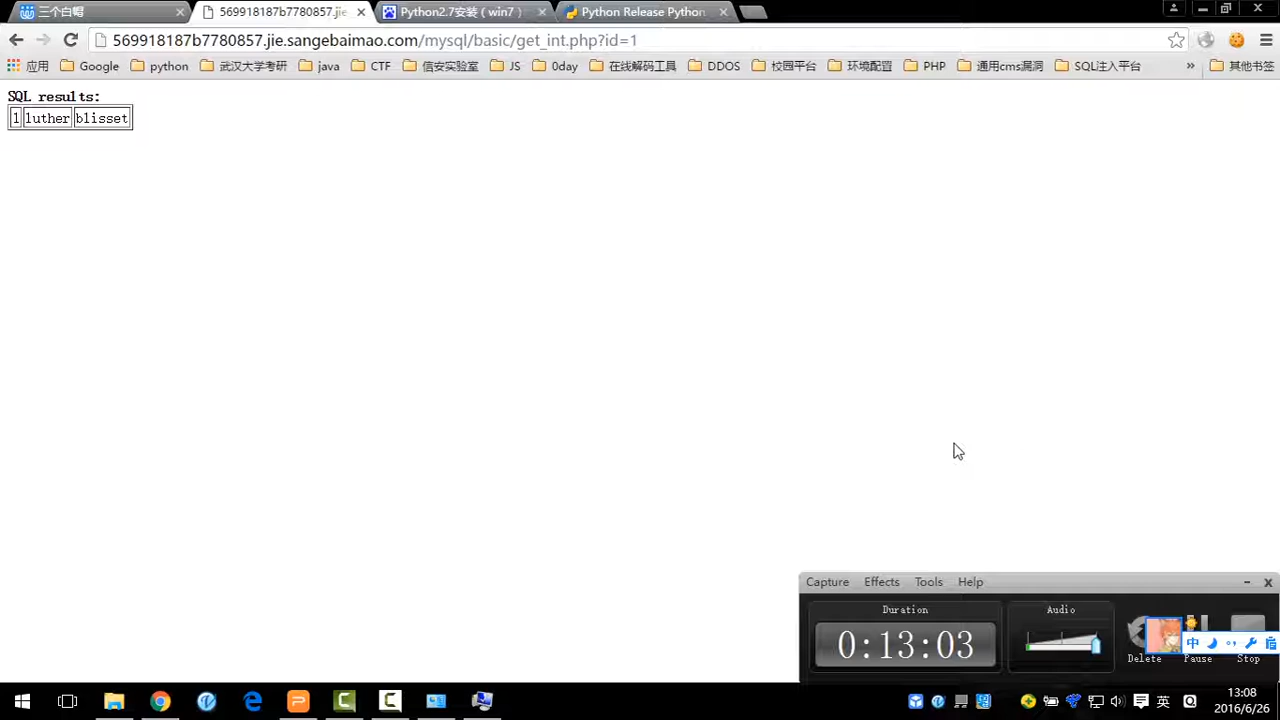 三个白帽
569918187b7780857.jie
Python2.7安装（win7）
Python Release Python
569918187b7780857.jie.sangebaimao.com/mysql/basic/get_int.php?id=1
应用 Google python 武汉大学考研 java CTF 信安实验室 JS 0day 在线解码工具 DDOS 校园平台 环境配置 PHP 通用cms漏洞 SQL注入平台 » 其他书签
SQL results:
1 luther blisset
Capture Effects Tools Help
Duration Audio
0:13:03
中
Delete Pause Stop
英
13:08
2016/6/26